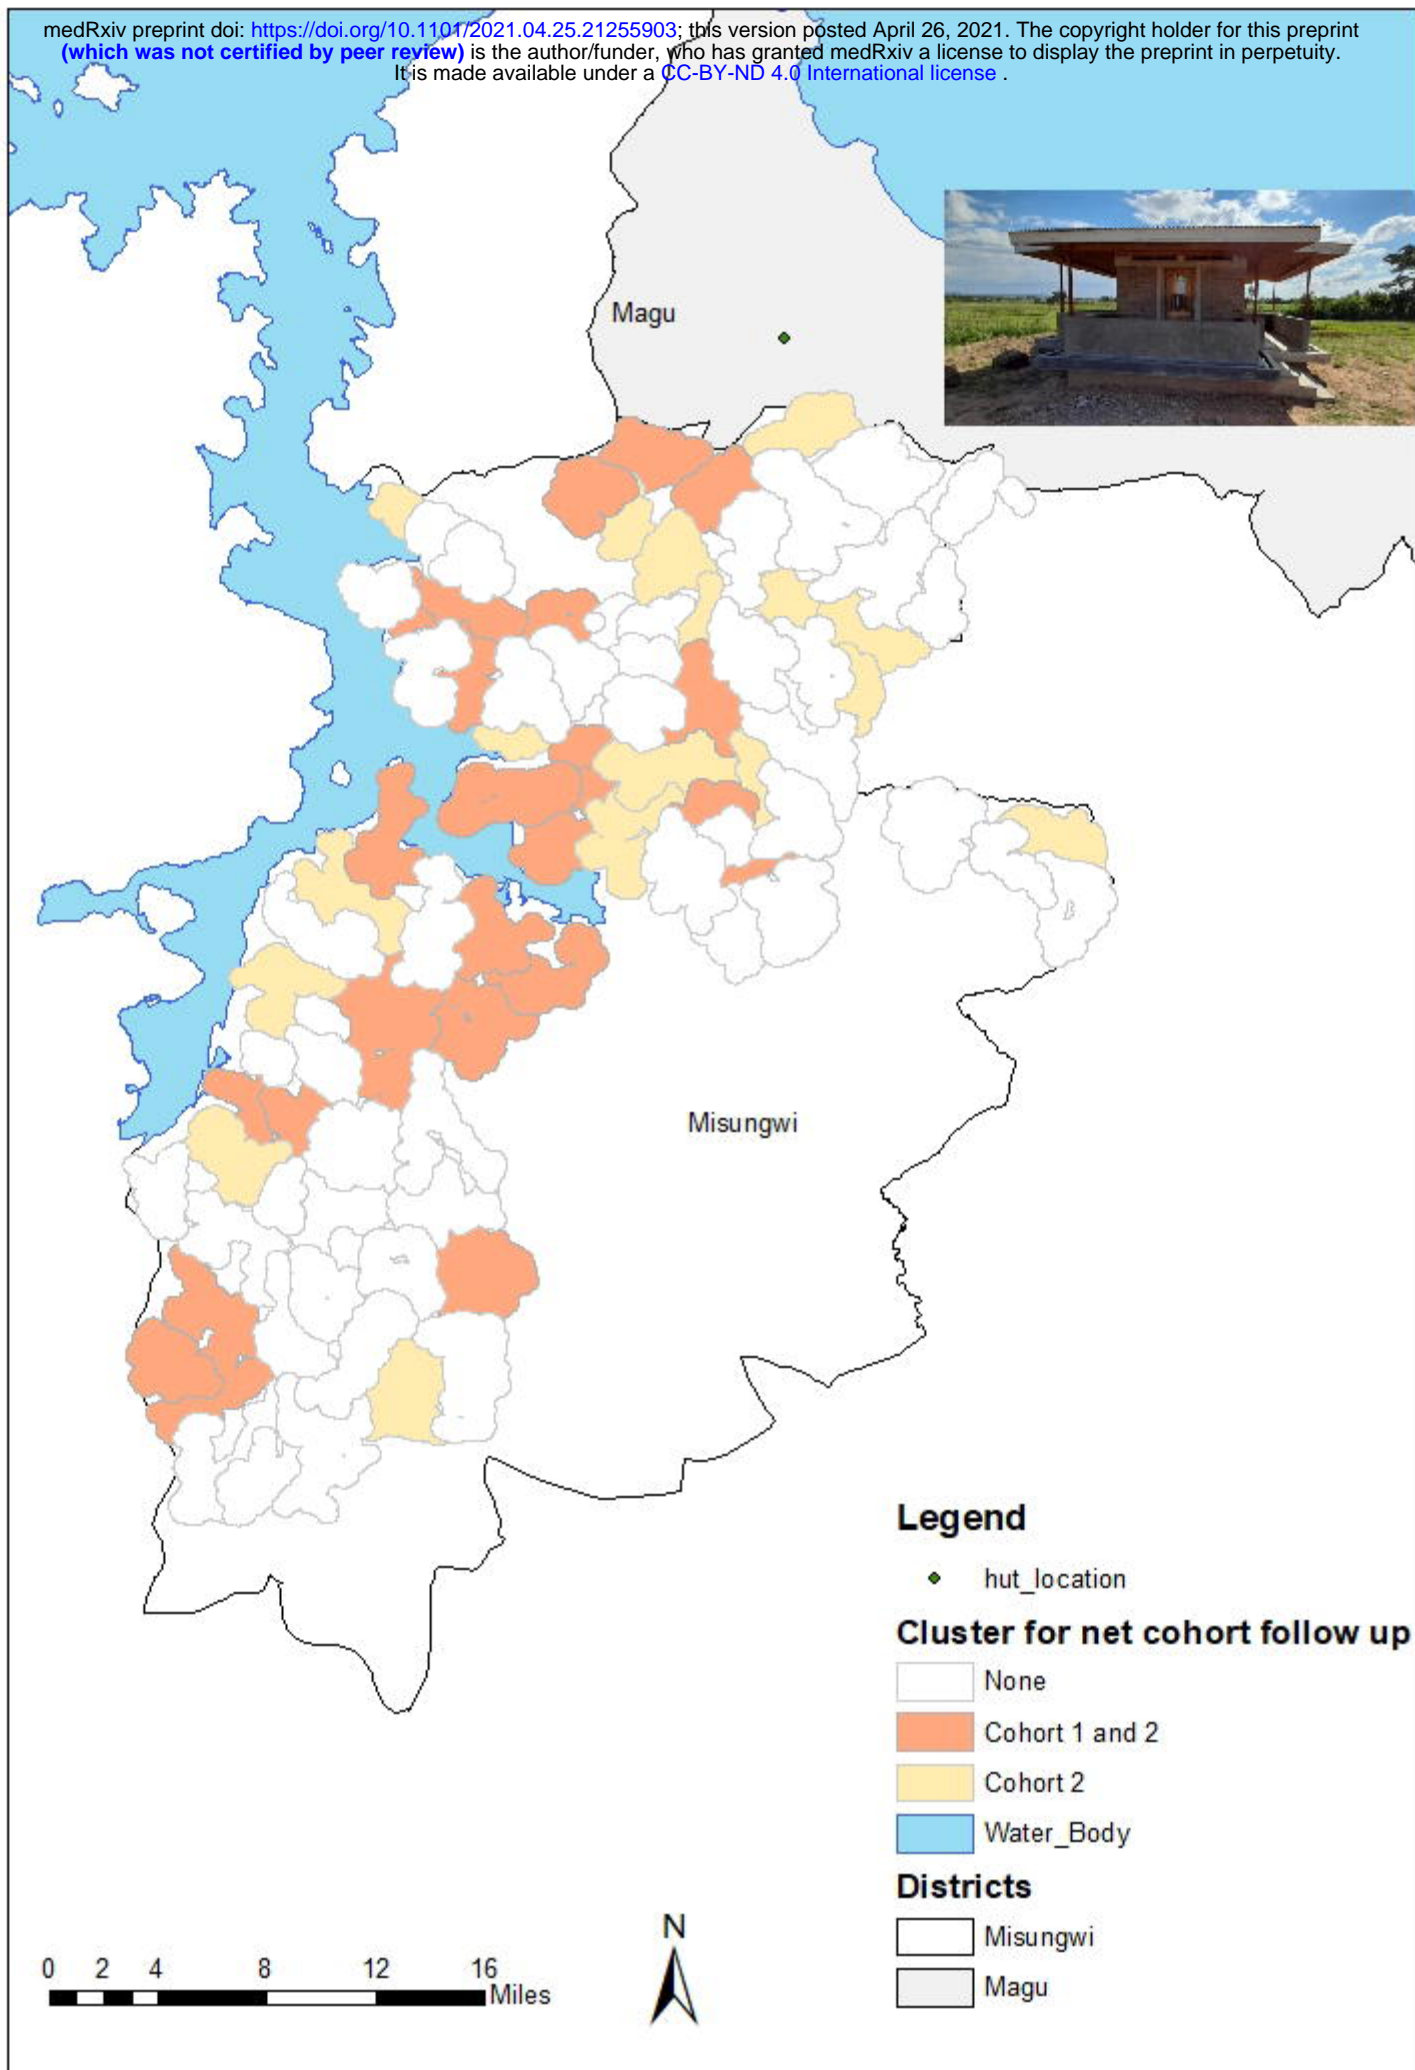 medRxiv preprint doi: https://doi.org/10.1101/2021.04.25.21255903; this version posted April 26, 2021. The copyright holder for this preprint
(which was not certified by peer review) is the author/funder, who has granted medRxiv a license to display the preprint in perpetuity.
It is made available under a CC-BY-ND 4.0 International license .
Magu
Misungwi
Legend
hut_location
Cluster for net cohort follow up
None
Cohort 1 and 2
Cohort 2
Water_Body
Districts
Misungwi
Magu
N
0 2 4 8 12 16
Miles